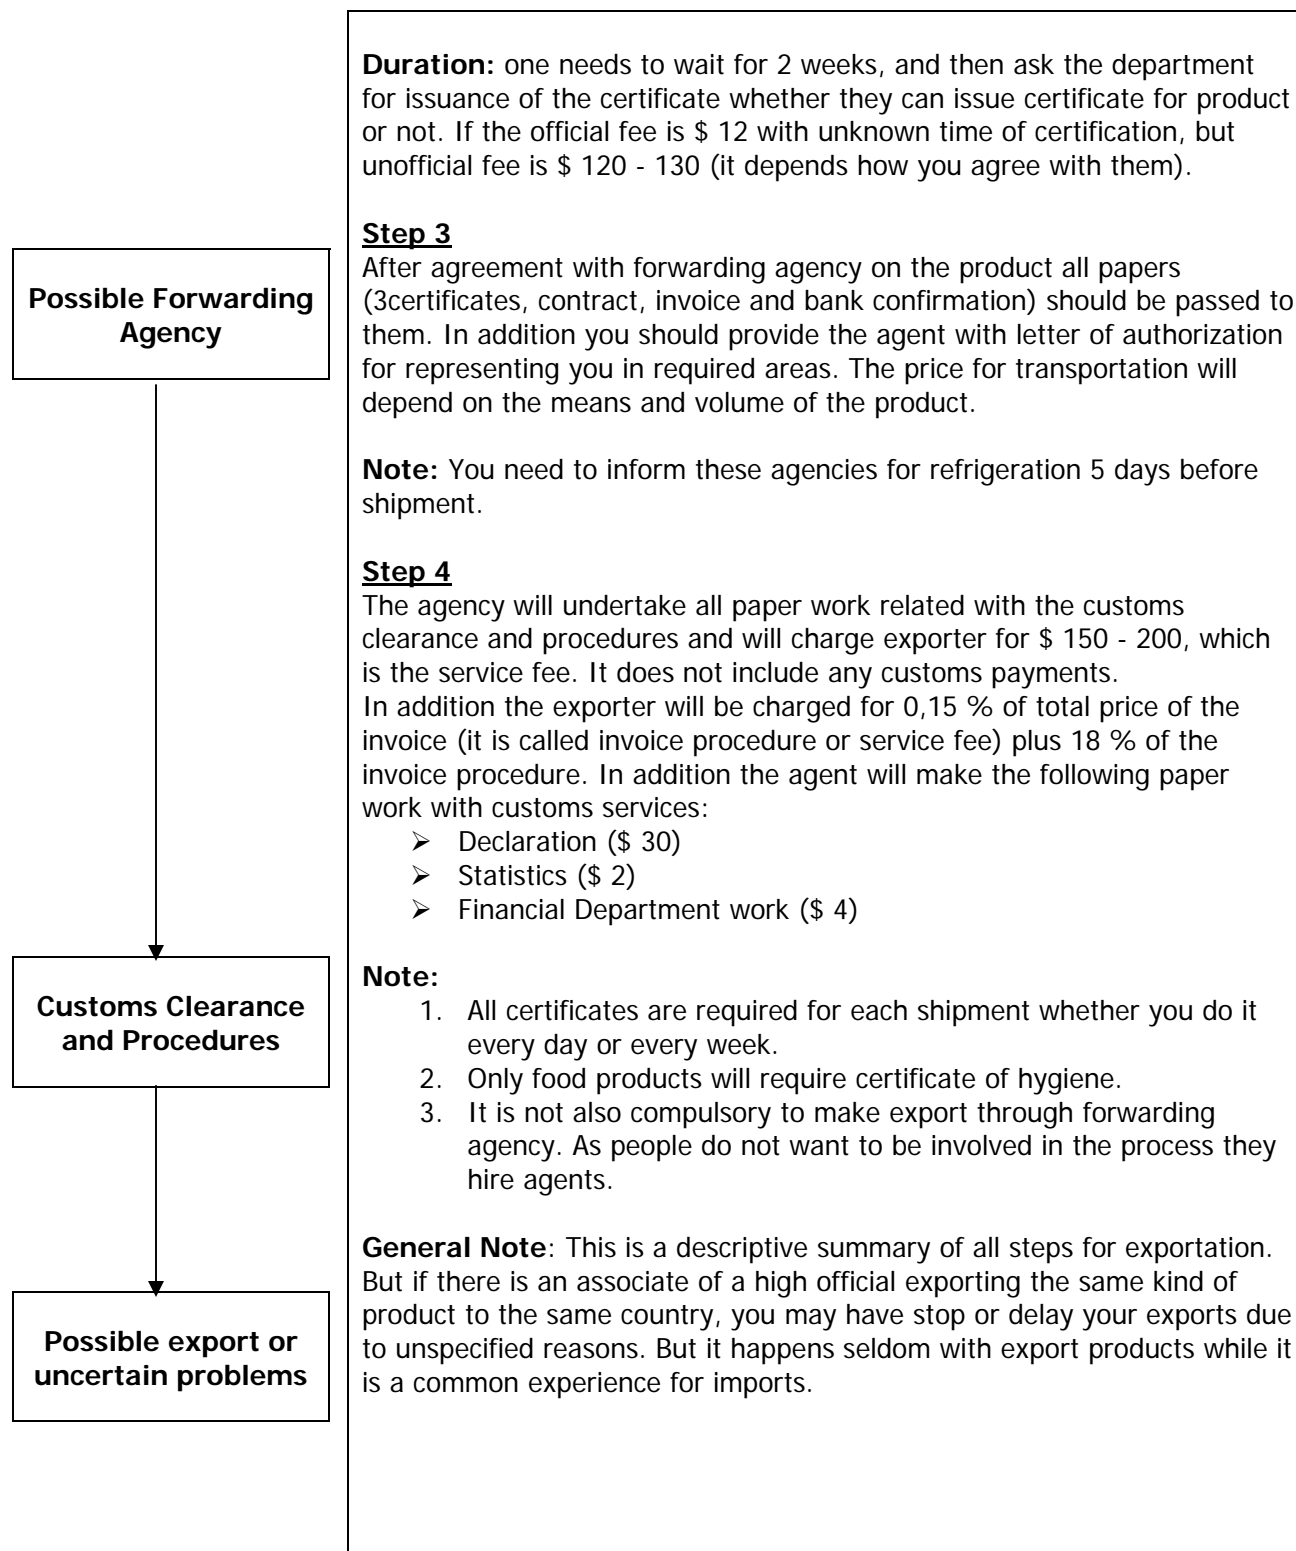 Duration: one needs to wait for 2 weeks, and then ask the department
for issuance of the certificate whether they can issue certificate for product
or not. If the official fee is $ 12 with unknown time of certification, but
unofficial fee is $ 120 - 130 (it depends how you agree with them).
Possible Forwarding
Agency
Step 3
After agreement with forwarding agency on the product all papers
(3certificates, contract, invoice and bank confirmation) should be passed to
them. In addition you should provide the agent with letter of authorization
for representing you in required areas. The price for transportation will
depend on the means and volume of the product.
Note: You need to inform these agencies for refrigeration 5 days before
shipment.
Step 4
The agency will undertake all paper work related with the customs
clearance and procedures and will charge exporter for $ 150 - 200, which
is the service fee. It does not include any customs payments.
In addition the exporter will be charged for 0,15 % of total price of the
invoice (it is called invoice procedure or service fee) plus 18 % of the
invoice procedure. In addition the agent will make the following paper
work with customs services:
➢ Declaration ($ 30)
➢ Statistics ($ 2)
➢ Financial Department work ($ 4)
Customs Clearance
and Procedures
Note:
1. All certificates are required for each shipment whether you do it
every day or every week.
2. Only food products will require certificate of hygiene.
3. It is not also compulsory to make export through forwarding
agency. As people do not want to be involved in the process they
hire agents.
General Note: This is a descriptive summary of all steps for exportation.
But if there is an associate of a high official exporting the same kind of
product to the same country, you may have stop or delay your exports due
to unspecified reasons. But it happens seldom with export products while it
is a common experience for imports.
Possible export or
uncertain problems